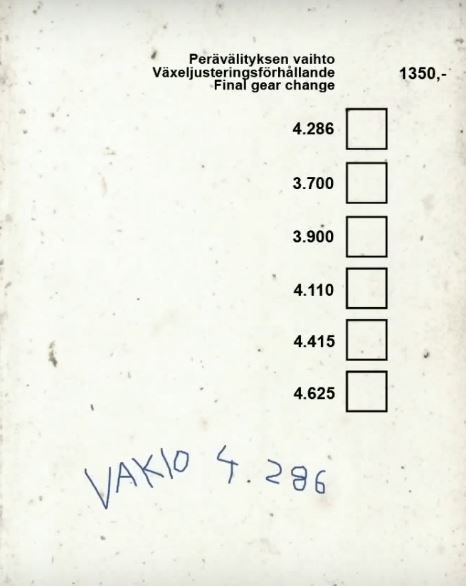 Perävälityksen vaihto
Växeljusteringsförhållande
Final gear change
1350,-
4.286
3.700
3.900
4.110
4.415
4.625
VAKIO 4.286